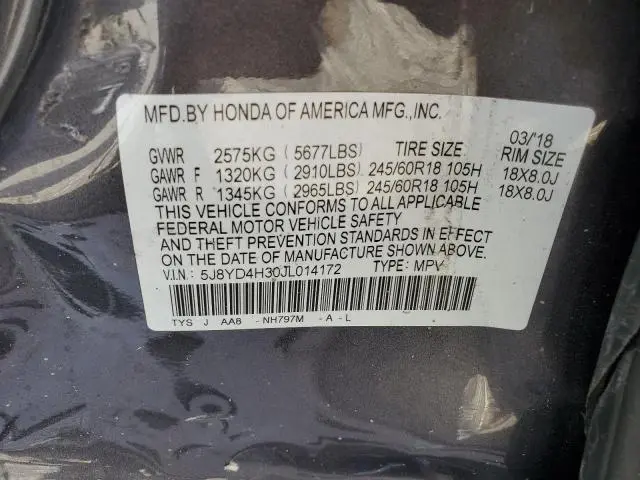 MFD.BY HONDA OF AMERICA MFG.,INC.
03/'18
GVWR 2575KG (5677LBS) TIRE SIZE RIM SIZE
GAWR F 1320KG (2910LBS) 245/60R18 105H 18X8.0J
GAWR R 1345KG (2965LBS) 245/60R18 105H 18X8.0J
THIS VEHICLE CONFORMS TO ALL APPLICABLE
FEDERAL MOTOR VEHICLE SAFETY
AND THEFT PREVENTION STANDARDS IN EFFECT
ON THE DATE OF MANUFACTURE SHOWN ABOVE.
V.I.N.: 5J8YD4H30JL014172 TYPE: MPV
TYS J AA8 -NH797M -A-L